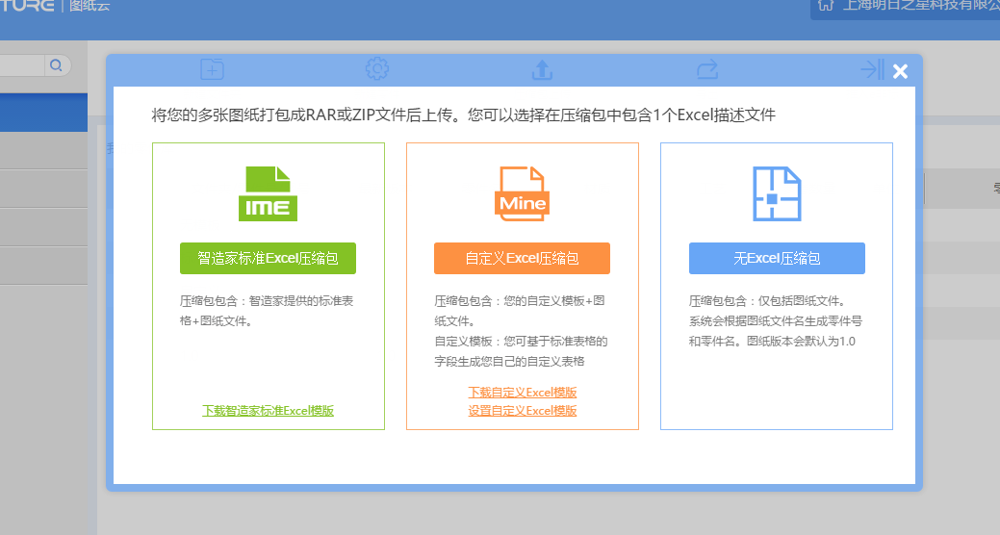 TURE | 图纸云
上海明日之星科技有限公
将您的多张图纸打包成RAR或ZIP文件后上传。您可以选择在压缩包中包含1个Excel描述文件
IME
智造家标准Excel压缩包
压缩包包含：智造家提供的标准表
格+图纸文件。
下载智造家标准Excel模版
Mine
自定义Excel压缩包
压缩包包含：您的自定义模板+图
纸文件。
自定义模板：您可基于标准表格的
字段生成您自己的自定义表格
下载自定义Excel模版
设置自定义Excel模版
无Excel压缩包
压缩包包含：仅包括图纸文件。
系统会根据图纸文件名生成零件号
和零件名。图纸版本会默认为1.0